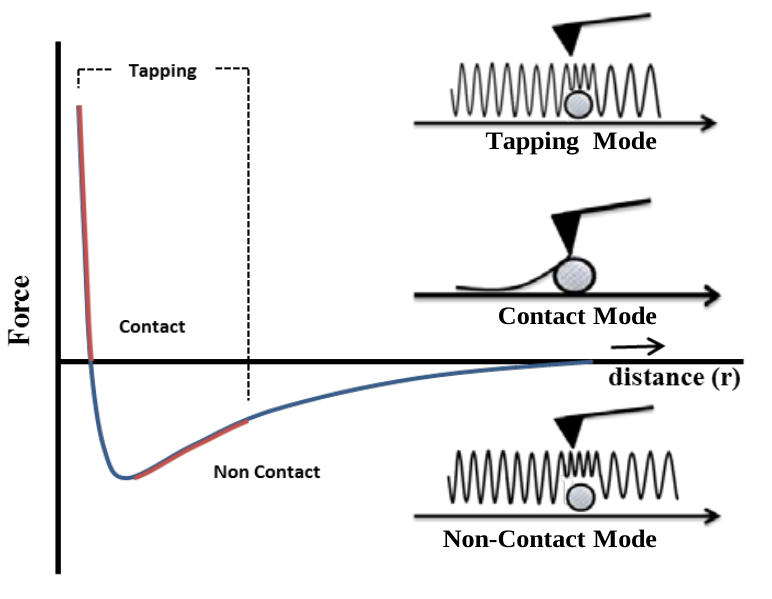 Tapping
Tapping Mode
Contact Mode
Contact
Force
distance (r)
Non Contact
Non-Contact Mode